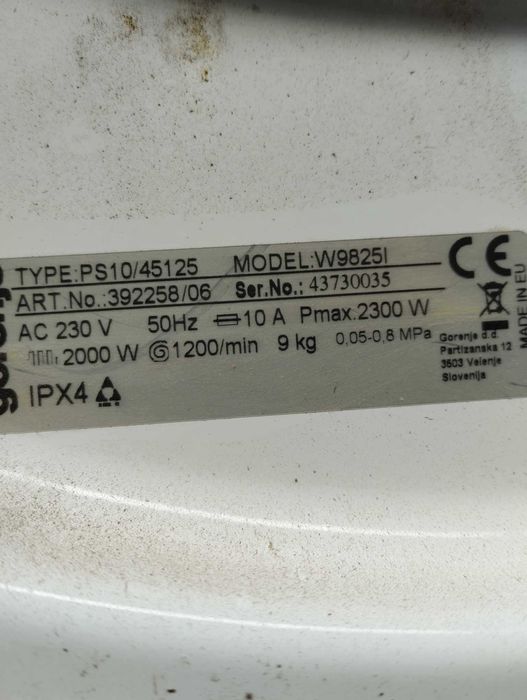 gorenje
TYPE:PS10/45125 MODEL:W9825I
ART.No.:392258/06 Ser.No.: 43730035
AC 230 V 50Hz 10 A Pmax.2300 W
2000 W 1200/min 9 kg 0,05-0,8 MPa
IPX4
CE
Gorenje d.d.
Partizanska 12
3503 Velenje
Slovenija
MADE IN EU